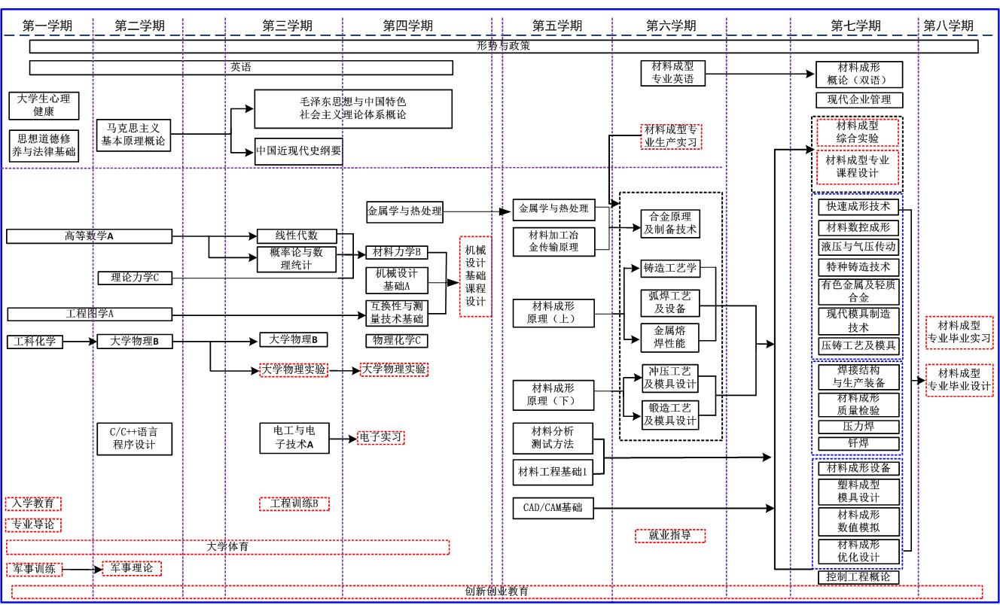 第一学期
第二学期
第三学期
第四学期
第五学期
第六学期
第七学期
第八学期
形势与政策
英语
材料成型
专业英语
材料成形
概论（双语）
现代企业管理
大学生心理
健康
思想道德修
养与法律基础
马克思主义
基本原理概论
毛泽东思想与中国特色
社会主义理论体系概论
中国近现代史纲要
材料成型专
业生产实习
材料成型
综合实验
材料成型专业
课程设计
金属学与热处理
金属学与热处理
材料加工冶
金传输原理
合金原理
及制备技术
高等数学A
线性代数
概率论与数
理统计
理论力学C
材料力学B
机械设计
基础A
互换性与测
量技术基础
机械
设计
基础
课程
设计
工程图学A
工科化学
大学物理B
大学物理B
物理化学C
大学物理实验
大学物理实验
材料成形
原理（上）
铸造工艺学
弧焊工艺
及设备
金属熔
焊性能
材料成形
原理（下）
冲压工艺
及模具设计
锻造工艺
及模具设计
C/C++语言
程序设计
电工与电
子技术A
电子实习
材料分析
测试方法
材料工程基础1
CAD/CAM基础
快速成形技术
材料数控成形
液压与气压传动
特种铸造技术
有色金属及轻质
合金
现代模具制造
技术
压铸工艺及模具
焊接结构
与生产装备
材料成形
质量检验
压力焊
钎焊
材料成形设备
塑料成型
模具设计
材料成形
数值模拟
材料成形
优化设计
控制工程概论
材料成型
专业毕业实习
材料成型
专业毕业设计
入学教育
专业导论
工程训练B
就业指导
大学体育
军事训练
军事理论
创新创业教育